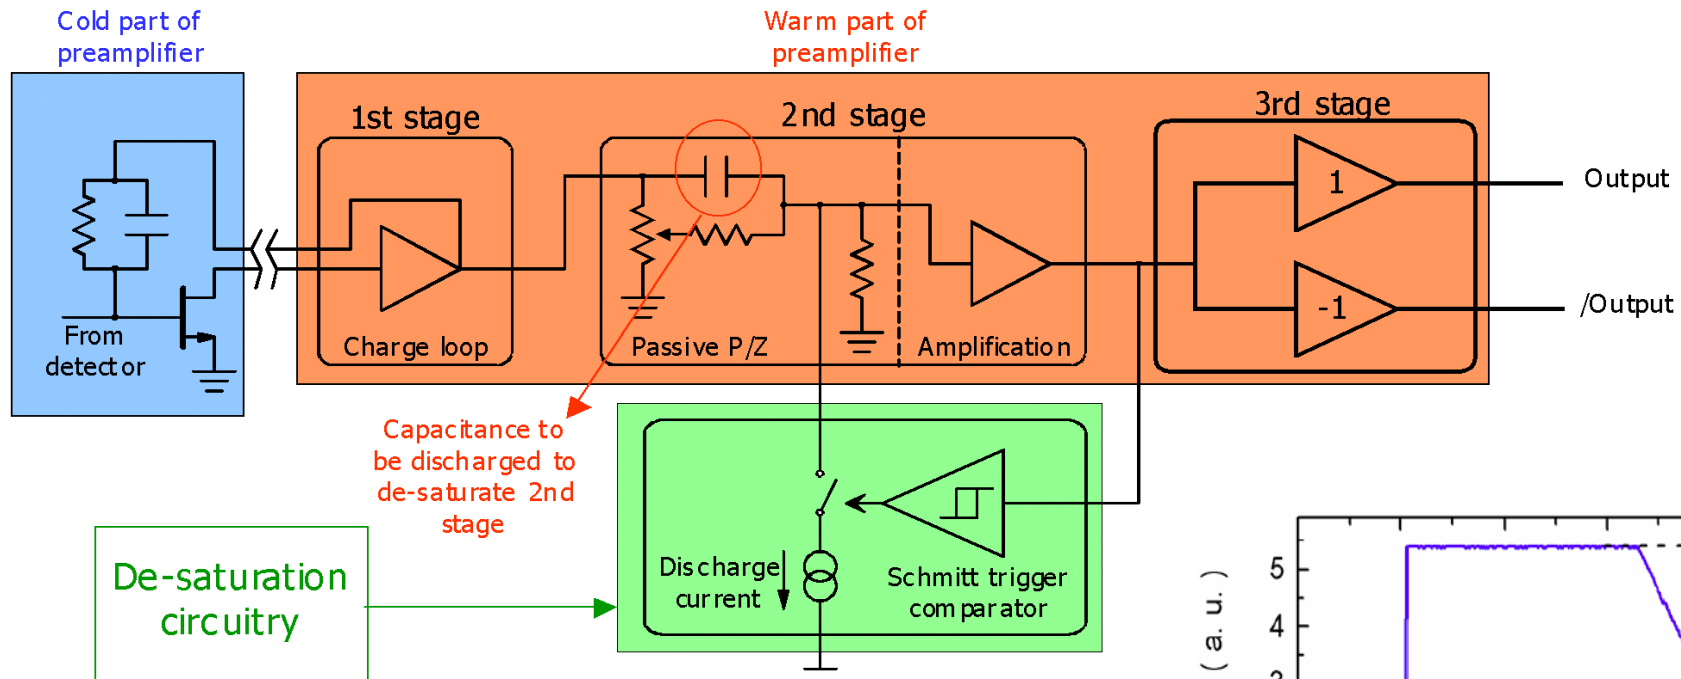 Cold part of
preamplifier
Warm part of
preamplifier
1st stage
2nd stage
3rd stage
1
Output
-1
/Output
From
detector
Charge loop
Passive P/Z
Amplification
Capacitance to
be discharged to
de-saturate 2nd
stage
De-saturation
circuitry
Discharge
current
Schmitt trigger
comparator
( a. u. )
5
4